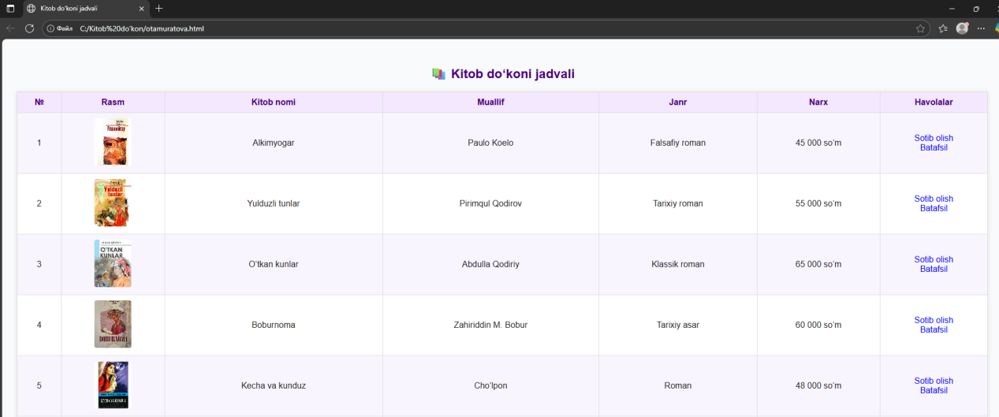 Kitob do'koni jadvali
Файл C:/Kitob%20do'kon/otamuratova.html
Kitob do‘koni jadvali
№ Rasm Kitob nomi Muallif Janr Narx Havolalar
1 Alkimyogar Paulo Koelo Falsafiy roman 45 000 so‘m Sotib olish
Batafsil
Yulduzli
tunlar
2 Yulduzli tunlar Pirimqul Qodirov Tarixiy roman 55 000 so‘m Sotib olish
Batafsil
O‘TKAN
KUNLAR
3 O‘tkan kunlar Abdulla Qodiriy Klassik roman 65 000 so‘m Sotib olish
Batafsil
4 Boburnoma Zahiriddin M. Bobur Tarixiy asar 60 000 so‘m Sotib olish
Batafsil
BOBURNOMA
5 Kecha va kunduz Cho‘lpon Roman 48 000 so‘m Sotib olish
Batafsil